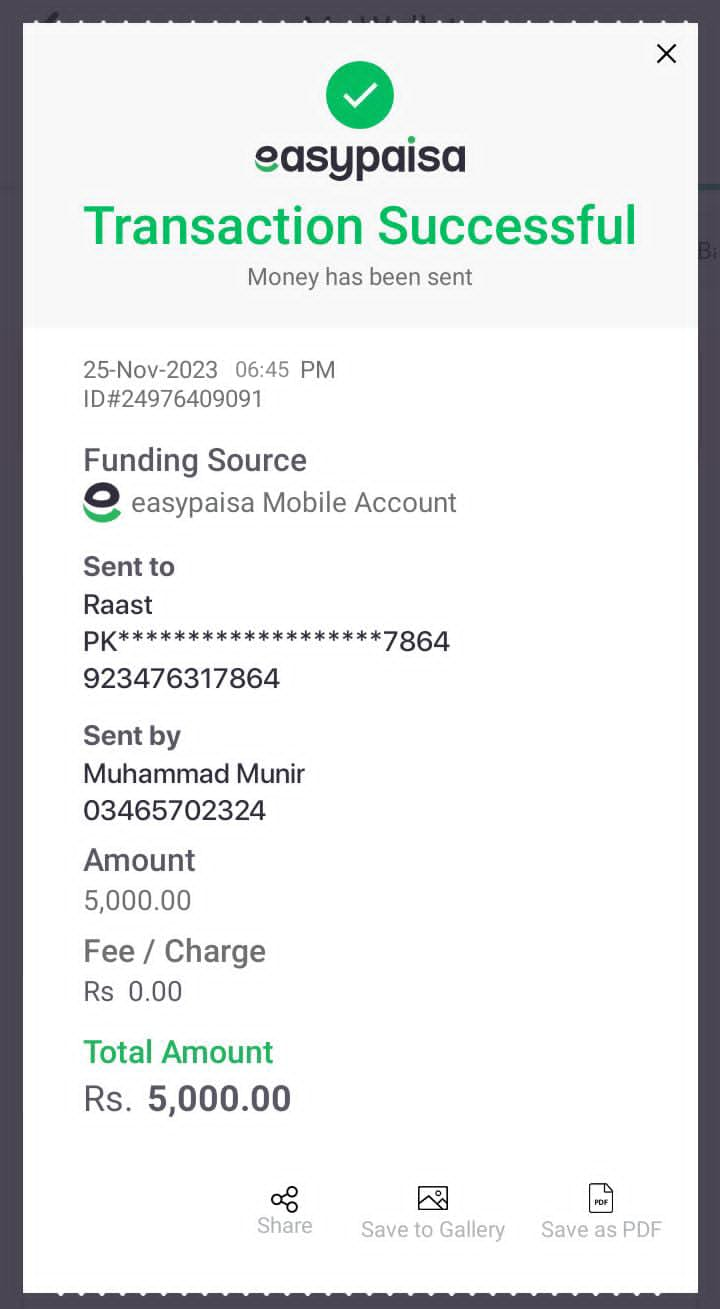 easypaisa
Transaction Successful
Money has been sent
25-Nov-2023 06:45 PM
ID#24976409091
Funding Source
easypaisa Mobile Account
Sent to
Raast
PK*******************7864
923476317864
Sent by
Muhammad Munir
03465702324
Amount
5,000.00
Fee / Charge
Rs 0.00
Total Amount
Rs. 5,000.00
Share
PDF
Save to Gallery
Save as PDF